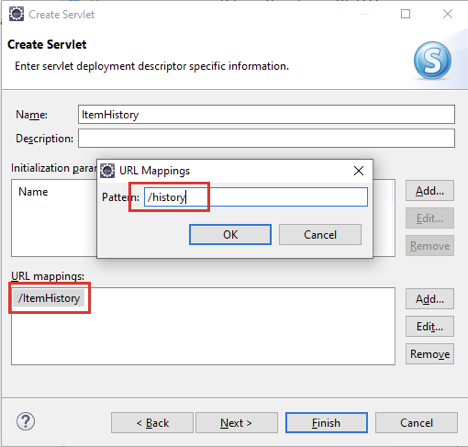 Create Servlet
Create Servlet
Enter servlet deployment descriptor specific information.
S
Name: ItemHistory
Description:
Initialization para
Name
Add...
Edit...
Remove
URL Mappings
Pattern: /history
OK Cancel
URL mappings:
/ItemHistory
Add...
Edit...
Remove
? < Back Next > Finish Cancel